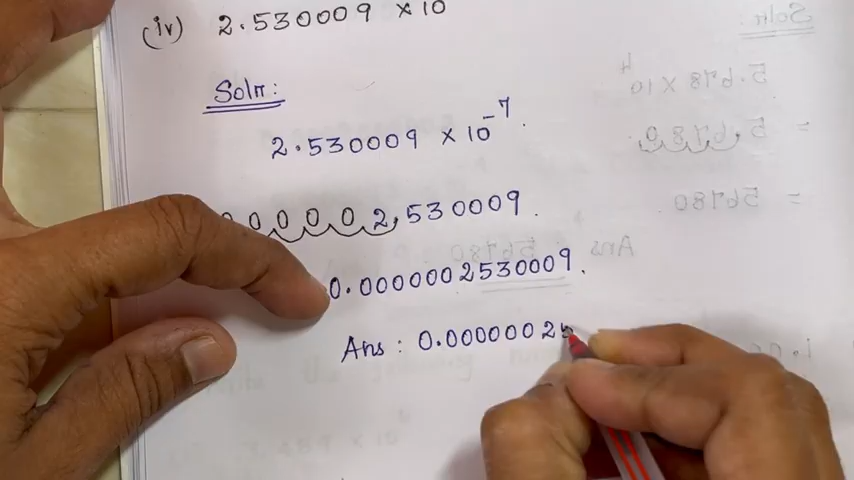 (iv) 2.530009 × 10
Soln:
2.530009 × 10⁻⁷.
0 0 0 0 0 2,530009.
0.0000002530009.
Ans : 0.00000025